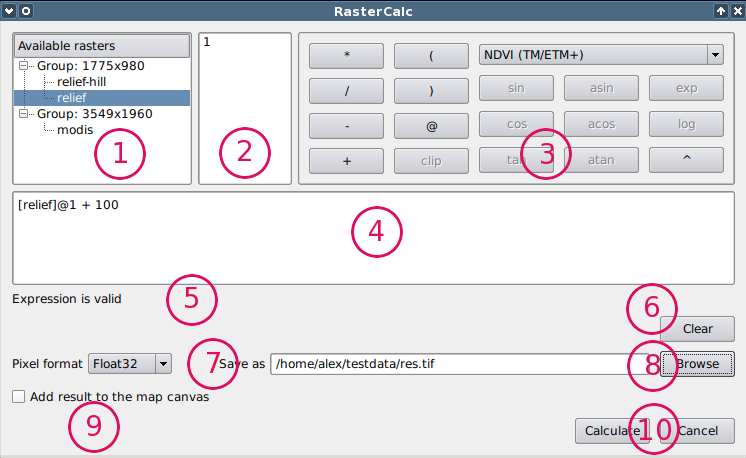 RasterCalc
Available rasters
Group: 1775x980
relief-hill
relief
Group: 3549x1960
modis
1
1
2
* ( NDVI (TM/ETM+)
/ ) sin asin exp
- @ cos acos log
+ clip tan atan ^
3
[relief]@1 + 100
4
Expression is valid
5
6
Clear
Pixel format Float32 7 Save as /home/alex/testdata/res.tif 8 Browse
Add result to the map canvas
9
Calculate 10 Cancel